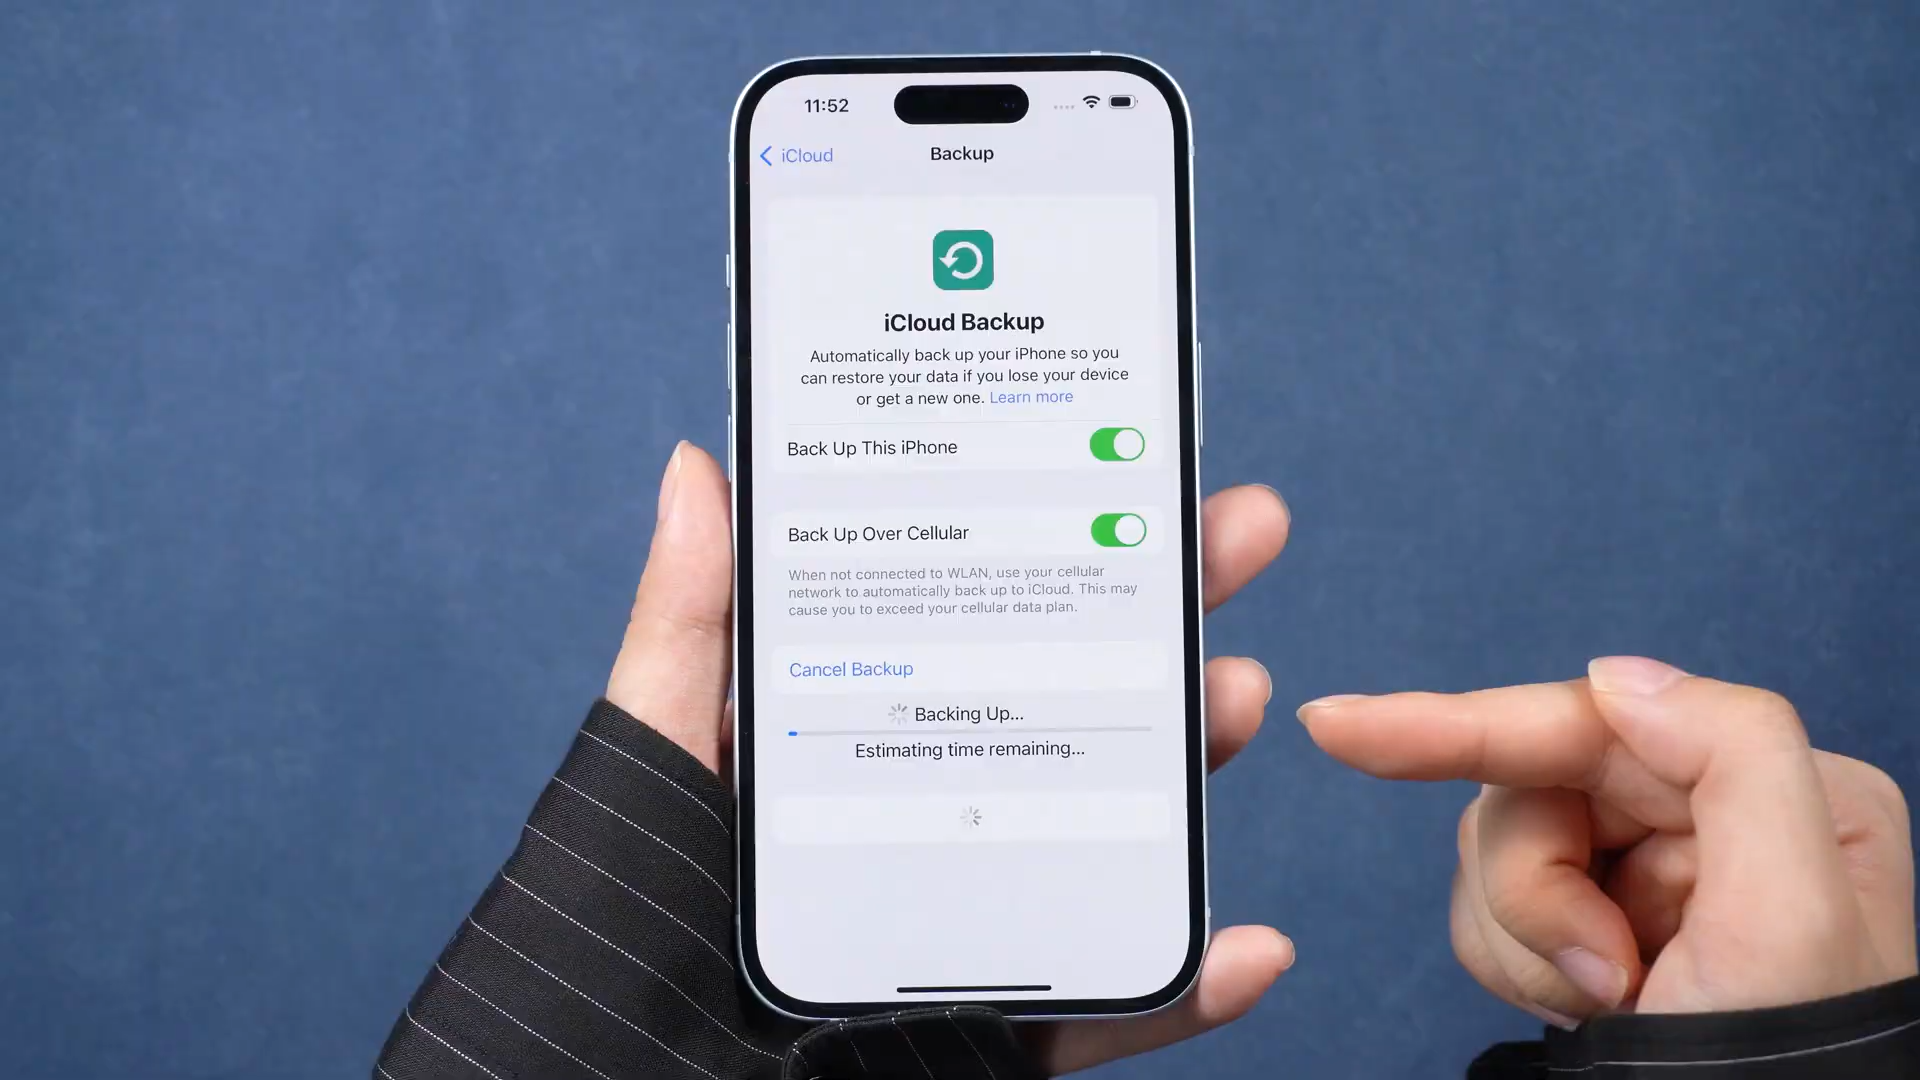 11:52
iCloud
Backup
iCloud Backup
Automatically back up your iPhone so you
can restore your data if you lose your device
or get a new one. Learn more
Back Up This iPhone
Back Up Over Cellular
When not connected to WLAN, use your cellular
network to automatically back up to iCloud. This may
cause you to exceed your cellular data plan.
Cancel Backup
Backing Up...
Estimating time remaining...